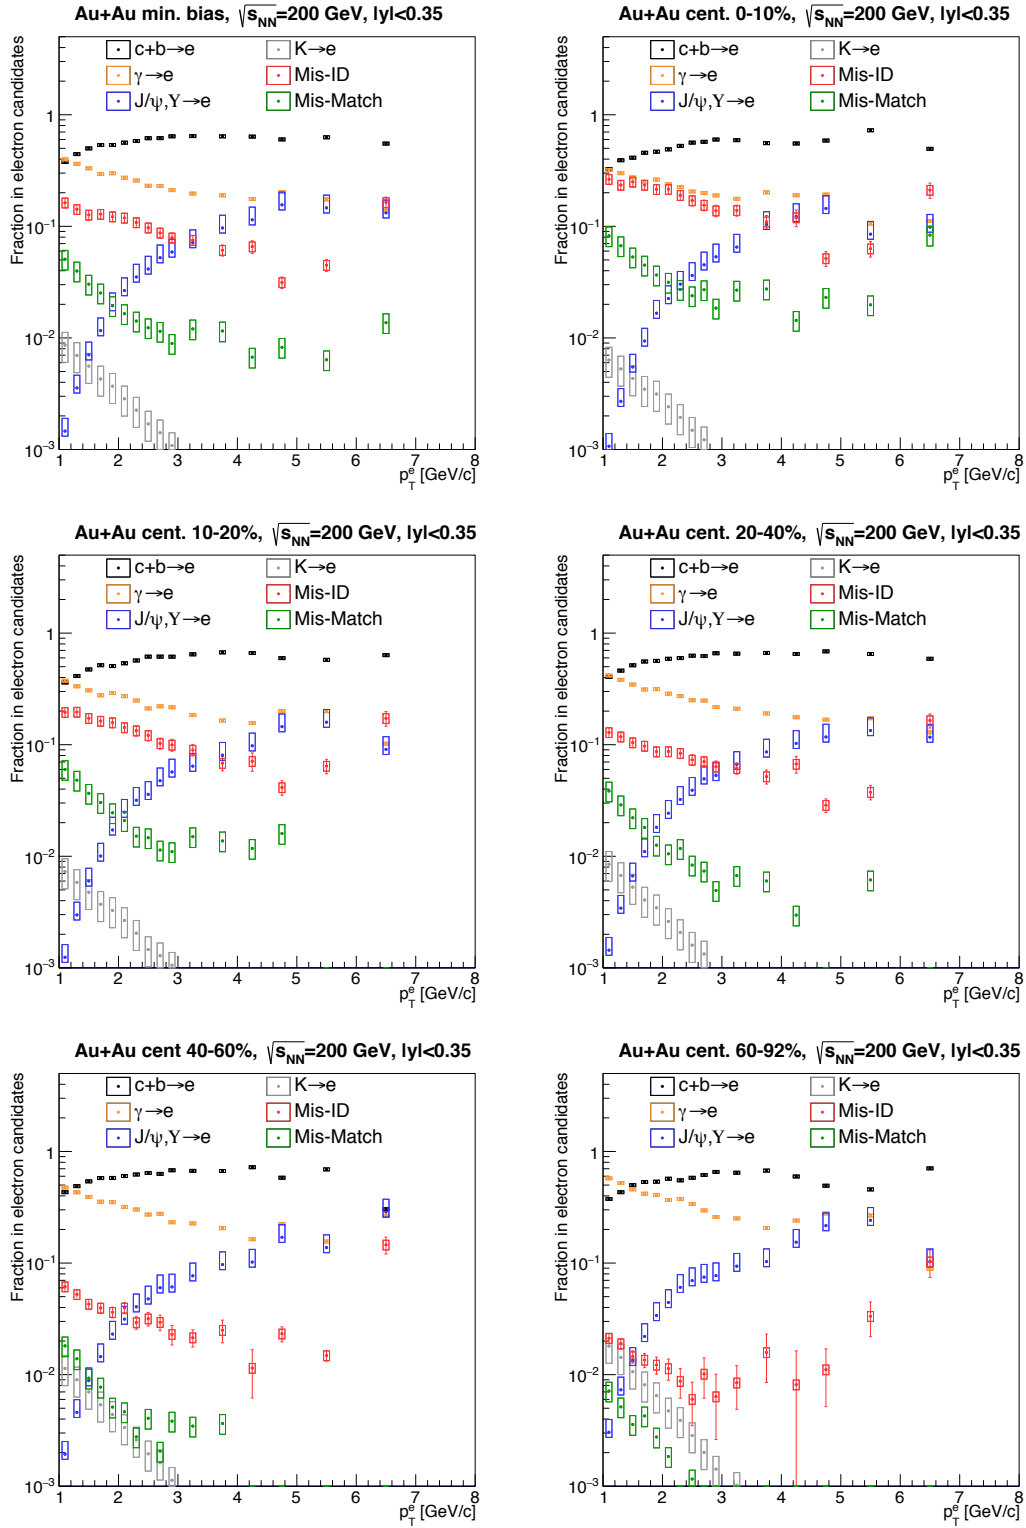 Au+Au min. bias, √s_NN=200 GeV, |y|<0.35
c+b→e
K→e
γ→e
Mis-ID
J/ψ,Υ→e
Mis-Match
Fraction in electron candidates
1
10⁻¹
10⁻²
10⁻³
1 2 3 4 5 6 7 8
p_T^e [GeV/c]
Au+Au cent. 0-10%, √s_NN=200 GeV, |y|<0.35
c+b→e
K→e
γ→e
Mis-ID
J/ψ,Υ→e
Mis-Match
Fraction in electron candidates
1
10⁻¹
10⁻²
10⁻³
1 2 3 4 5 6 7 8
p_T^e [GeV/c]
Au+Au cent. 10-20%, √s_NN=200 GeV, |y|<0.35
c+b→e
K→e
γ→e
Mis-ID
J/ψ,Υ→e
Mis-Match
Fraction in electron candidates
1
10⁻¹
10⁻²
10⁻³
1 2 3 4 5 6 7 8
p_T^e [GeV/c]
Au+Au cent. 20-40%, √s_NN=200 GeV, |y|<0.35
c+b→e
K→e
γ→e
Mis-ID
J/ψ,Υ→e
Mis-Match
Fraction in electron candidates
1
10⁻¹
10⁻²
10⁻³
1 2 3 4 5 6 7 8
p_T^e [GeV/c]
Au+Au cent 40-60%, √s_NN=200 GeV, |y|<0.35
c+b→e
K→e
γ→e
Mis-ID
J/ψ,Υ→e
Mis-Match
Fraction in electron candidates
1
10⁻¹
10⁻²
10⁻³
1 2 3 4 5 6 7 8
p_T^e [GeV/c]
Au+Au cent. 60-92%, √s_NN=200 GeV, |y|<0.35
c+b→e
K→e
γ→e
Mis-ID
J/ψ,Υ→e
Mis-Match
Fraction in electron candidates
1
10⁻¹
10⁻²
10⁻³
1 2 3 4 5 6 7 8
p_T^e [GeV/c]